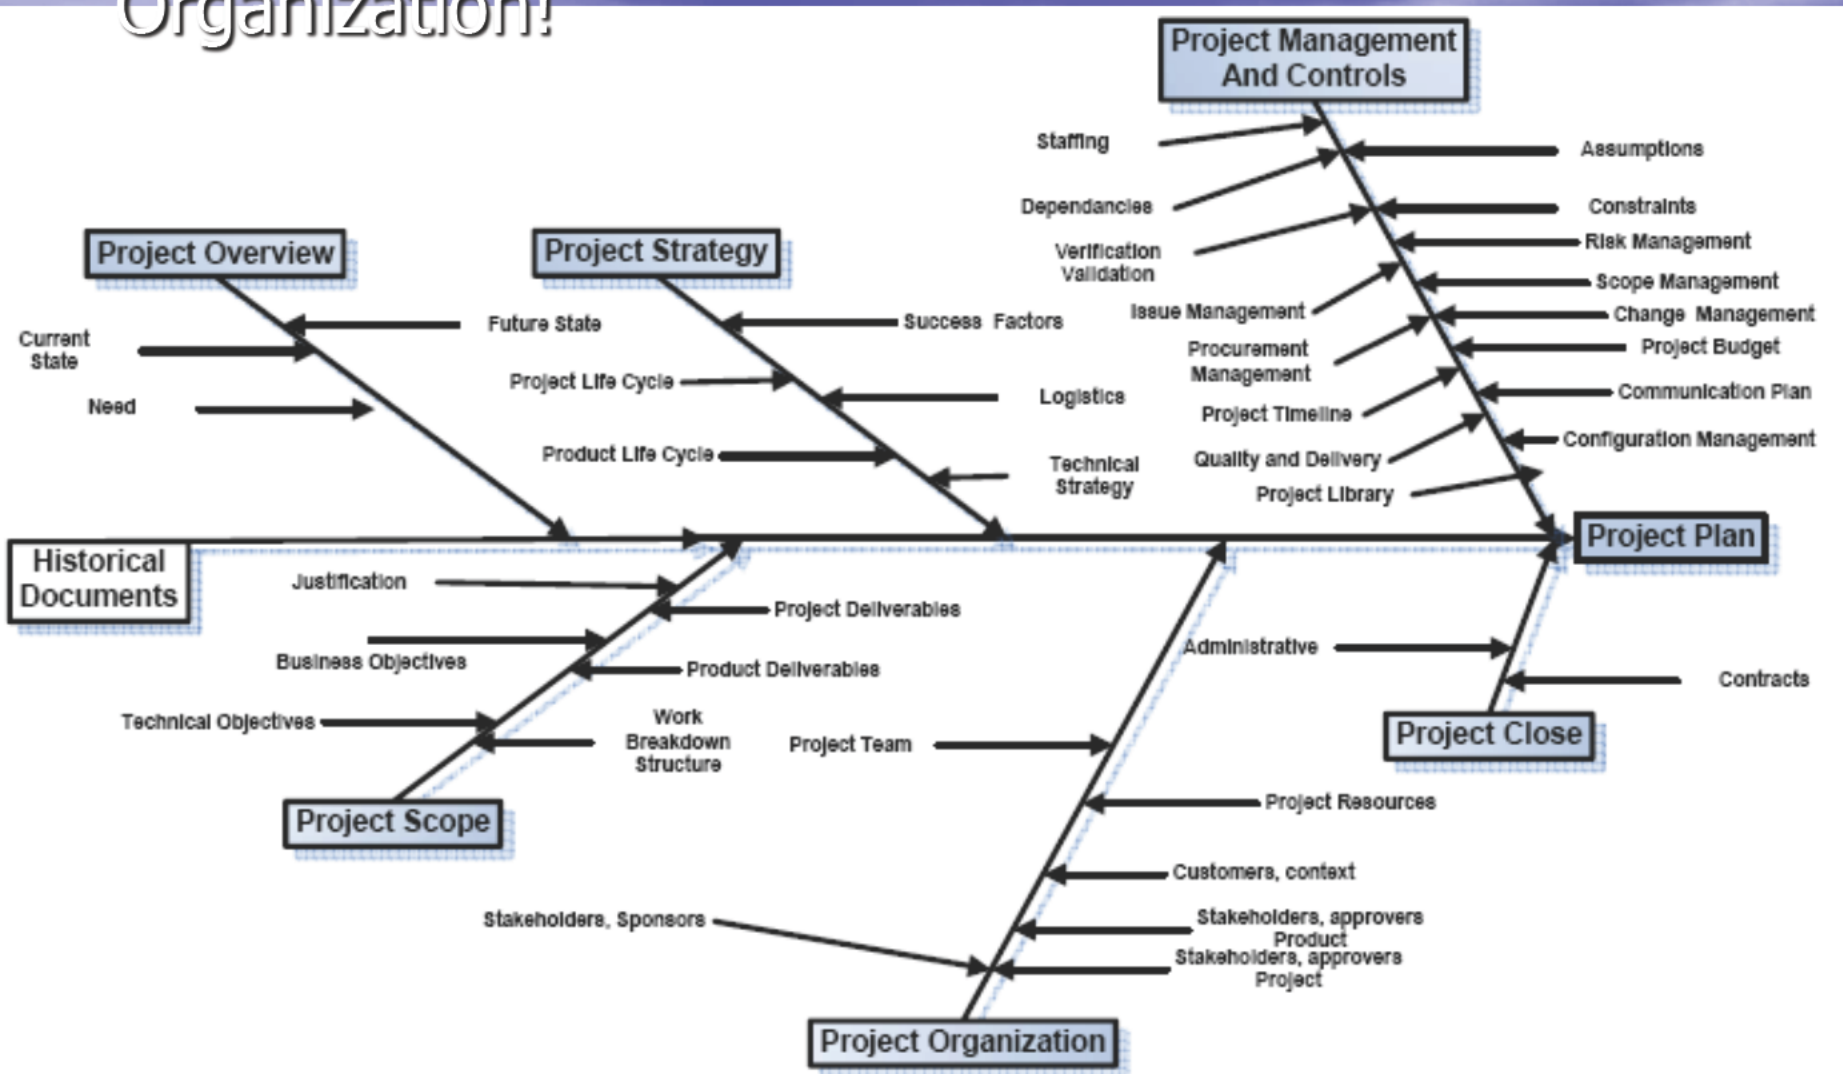 Organization!
Project Management
And Controls
Staffing
Assumptions
Dependancies
Constraints
Verification
Validation
Risk Management
Scope Management
Issue Management
Change Management
Procurement
Management
Project Budget
Project Timeline
Communication Plan
Quality and Delivery
Configuration Management
Project Library
Project Overview
Future State
Current
State
Need
Project Strategy
Success Factors
Project Life Cycle
Logistics
Product Life Cycle
Technical
Strategy
Historical
Documents
Project Plan
Justification
Project Deliverables
Business Objectives
Product Deliverables
Technical Objectives
Work
Breakdown
Structure
Project Scope
Administrative
Contracts
Project Close
Project Team
Project Resources
Customers, context
Stakeholders, Sponsors
Stakeholders, approvers
Product
Stakeholders, approvers
Project
Project Organization